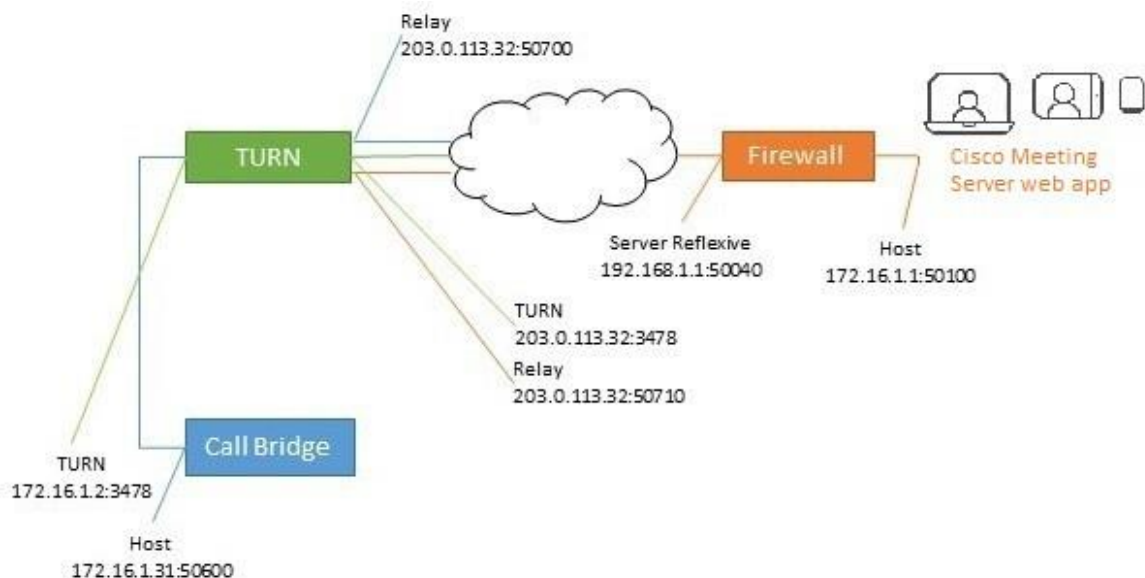 Relay
203.0.113.32:50700
TURN
Firewall
Cisco Meeting
Server web app
Server Reflexive
192.168.1.1:50040
Host
172.16.1.1:50100
TURN
203.0.113.32:3478
Relay
203.0.113.32:50710
Call Bridge
TURN
172.16.1.2:3478
Host
172.16.1.31:50600